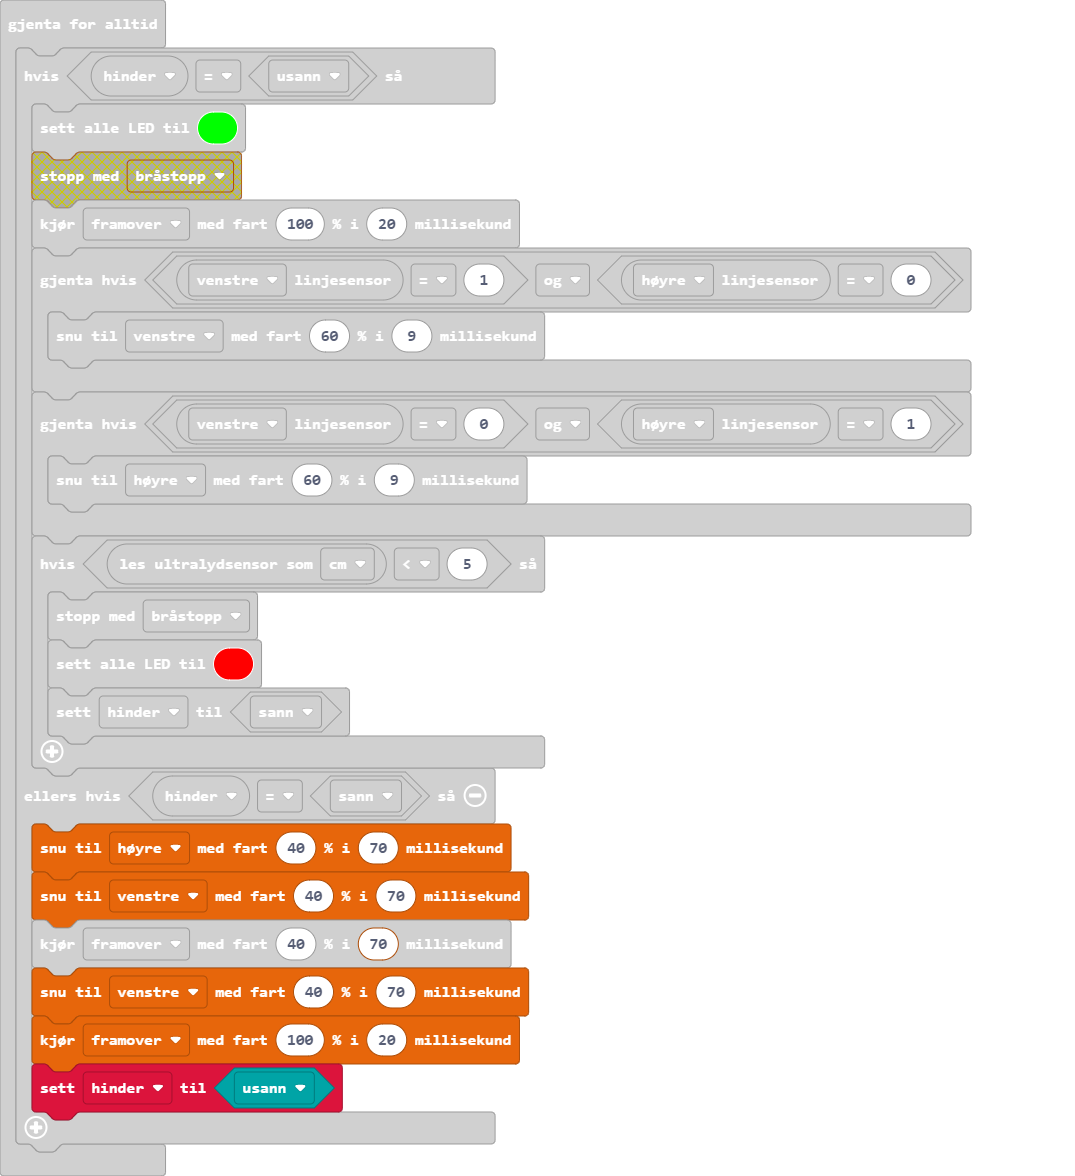 gjenta for alltid
hvis hinder = usann så
sett alle LED til
stopp med bråstopp
kjør framover med fart 100 % i 20 millisekund
gjenta hvis venstre linjesensor = 1 og høyre linjesensor = 0
snu til venstre med fart 60 % i 9 millisekund
gjenta hvis venstre linjesensor = 0 og høyre linjesensor = 1
snu til høyre med fart 60 % i 9 millisekund
hvis les ultralydsensor som cm < 5 så
stopp med bråstopp
sett alle LED til
sett hinder til sann
ellers hvis hinder = sann så
snu til høyre med fart 40 % i 70 millisekund
snu til venstre med fart 40 % i 70 millisekund
kjør framover med fart 40 % i 70 millisekund
snu til venstre med fart 40 % i 70 millisekund
kjør framover med fart 100 % i 20 millisekund
sett hinder til usann